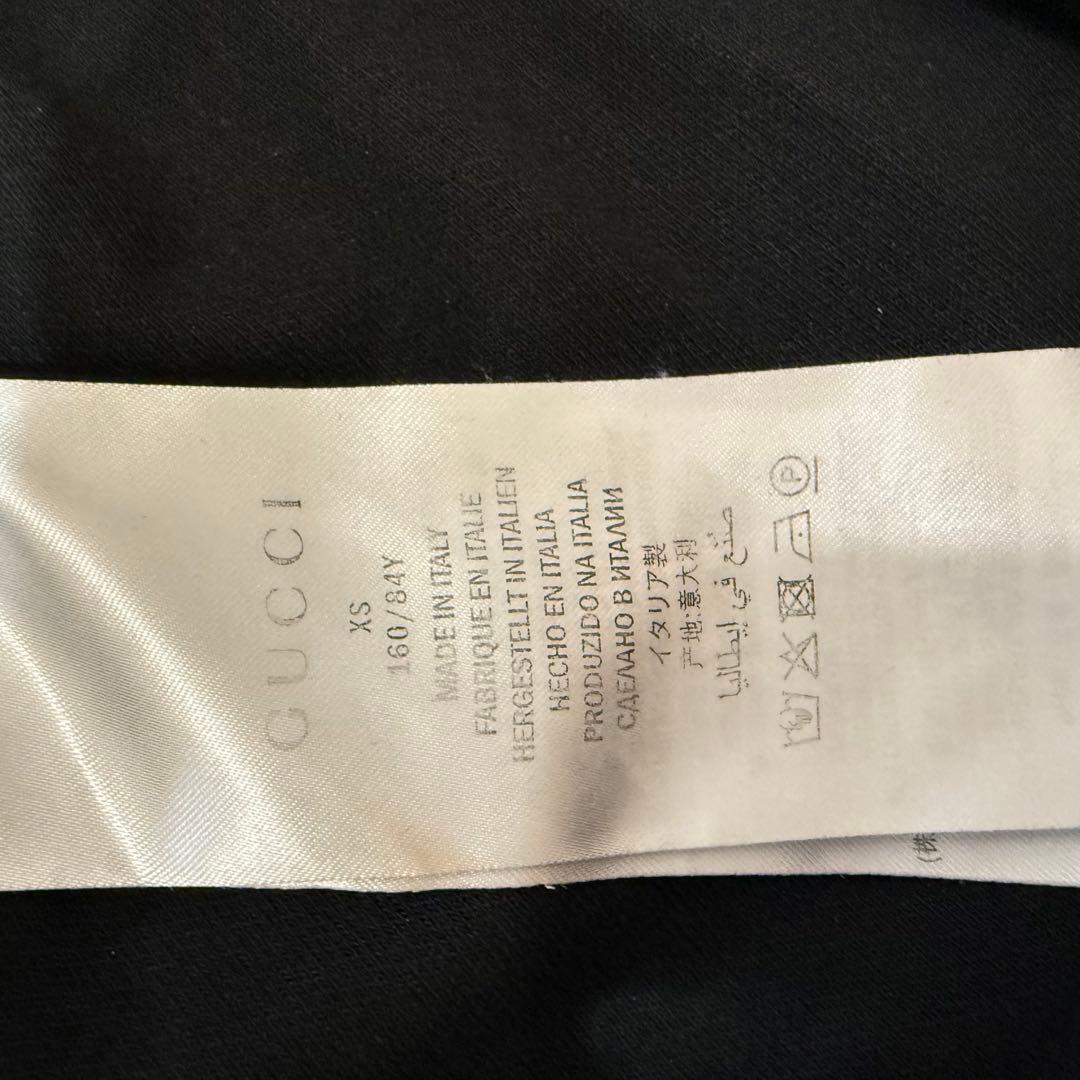 GUCCI
XS
160/84Y
MADE IN ITALY
FABRIQUE EN ITALIE
HERGESTELLT IN ITALIEN
HECHO EN ITALIA
PRODUZIDO NA ITALIA
СДЕЛАНО В ИТАЛИИ
イタリア製
产地:意大利
صنع في إيطاليا
P
(株